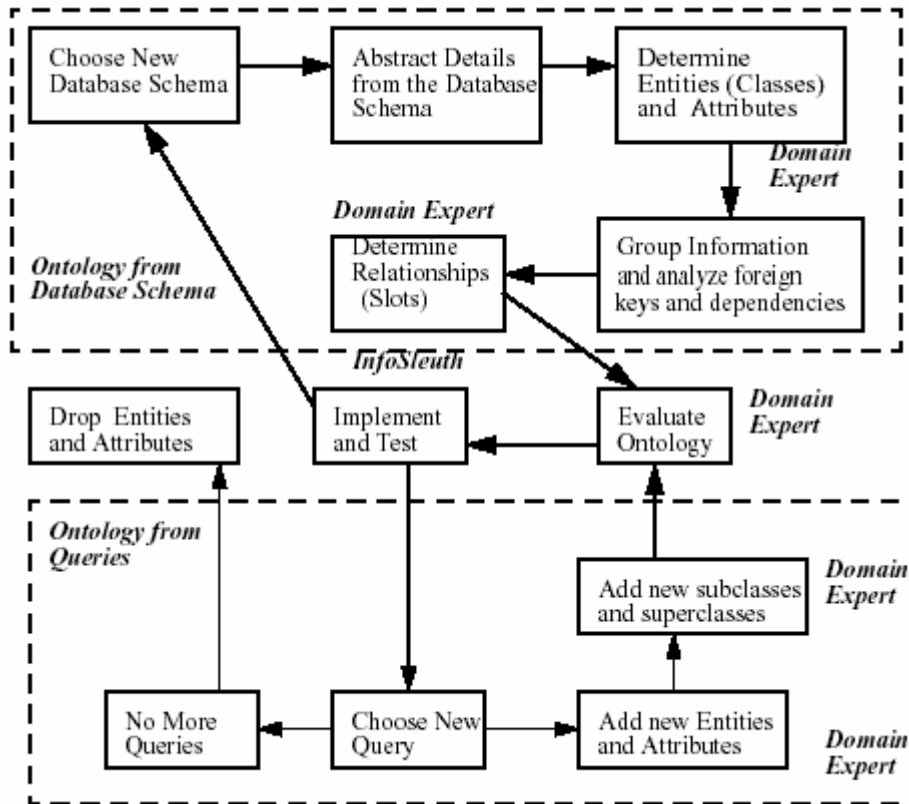 Choose New
Database Schema
Abstract Details
from the Database
Schema
Determine
Entities (Classes)
and Attributes
Domain
Expert
Domain Expert
Determine
Relationships
(Slots)
Group Information
and analyze foreign
keys and dependencies
Ontology from
Database Schema
InfoSleuth
Drop Entities
and Attributes
Implement
and Test
Evaluate
Ontology
Domain
Expert
Ontology from
Queries
Add new subclasses
and superclasses
Domain
Expert
No More
Queries
Choose New
Query
Add new Entities
and Attributes
Domain
Expert